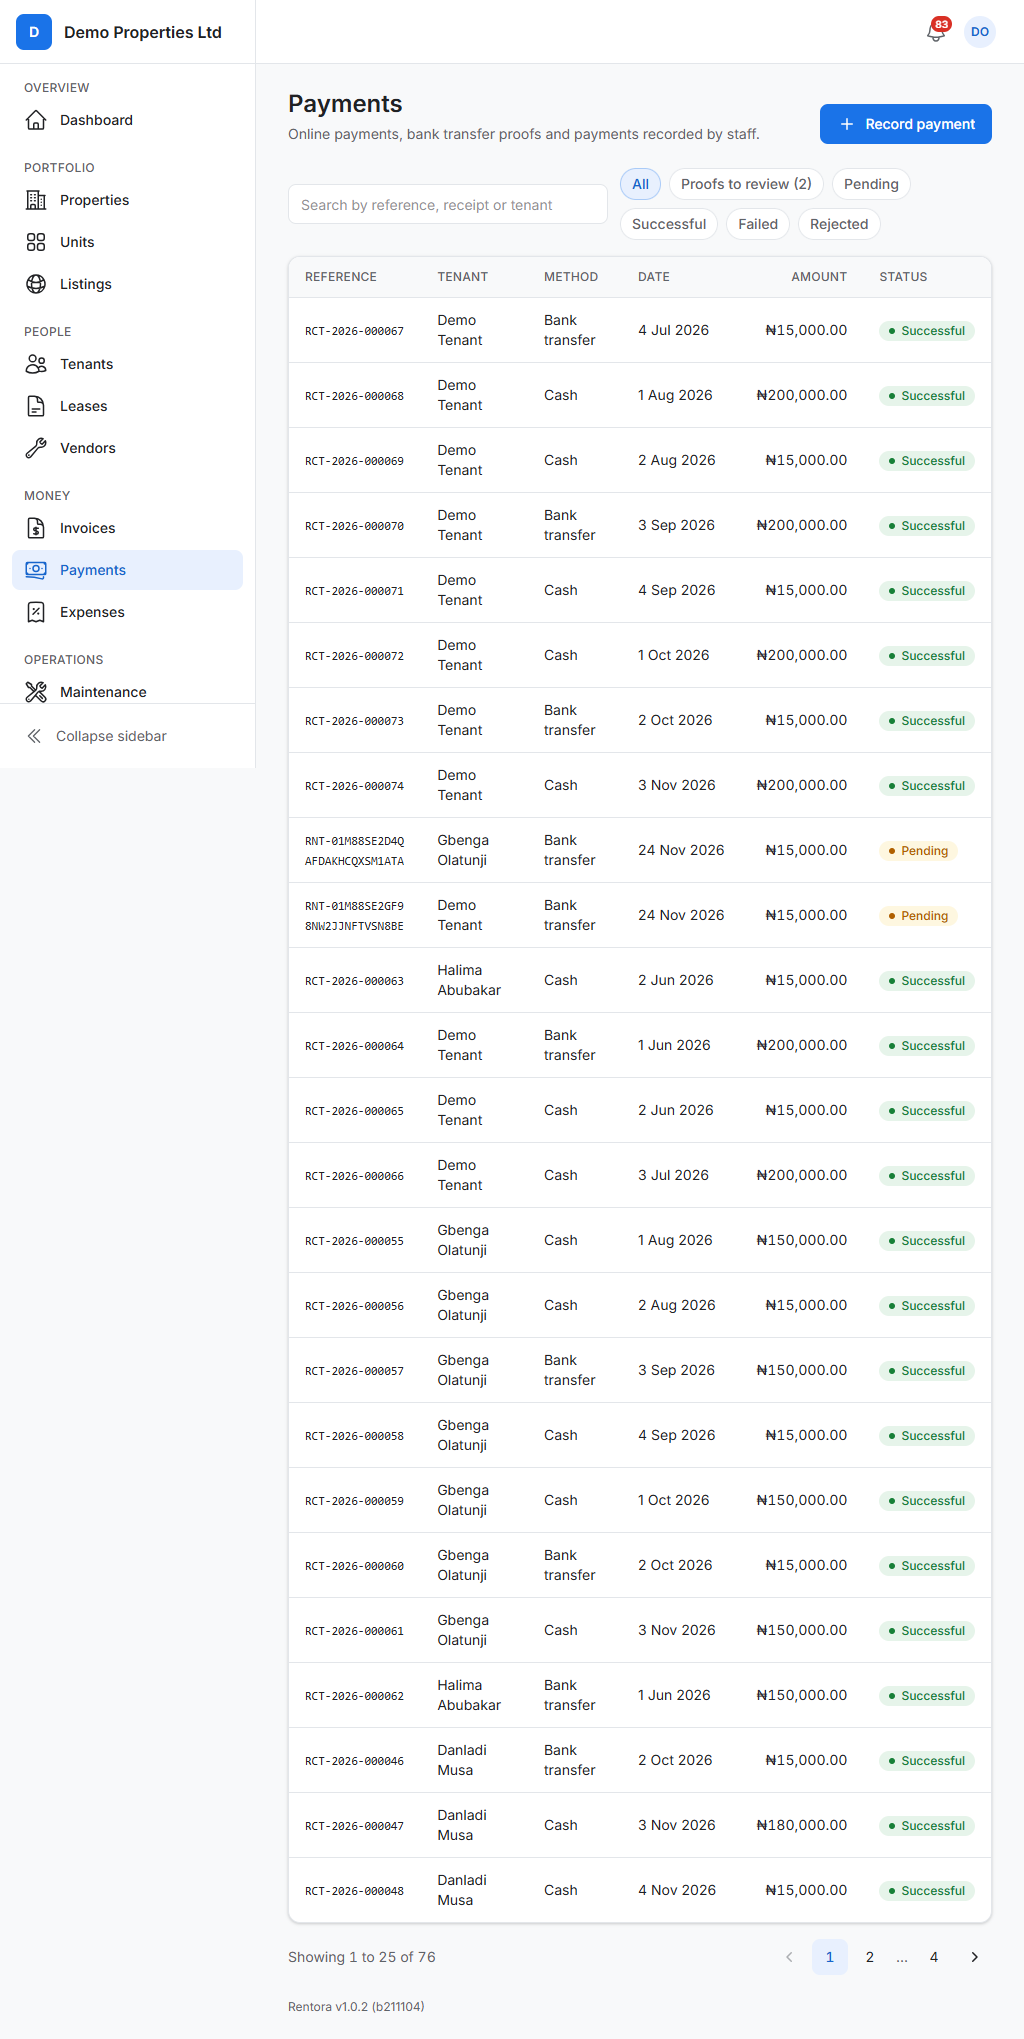 D
Demo Properties Ltd
83
DO
OVERVIEW
Dashboard
PORTFOLIO
Properties
Units
Listings
PEOPLE
Tenants
Leases
Vendors
MONEY
Invoices
Payments
Expenses
OPERATIONS
Maintenance
Collapse sidebar
Payments
Online payments, bank transfer proofs and payments recorded by staff.
Record payment
Search by reference, receipt or tenant
All Proofs to review (2) Pending
Successful Failed Rejected
REFERENCE TENANT METHOD DATE AMOUNT STATUS
RCT-2026-000067 Demo Tenant Bank transfer 4 Jul 2026 ₦15,000.00 Successful
RCT-2026-000068 Demo Tenant Cash 1 Aug 2026 ₦200,000.00 Successful
RCT-2026-000069 Demo Tenant Cash 2 Aug 2026 ₦15,000.00 Successful
RCT-2026-000070 Demo Tenant Bank transfer 3 Sep 2026 ₦200,000.00 Successful
RCT-2026-000071 Demo Tenant Cash 4 Sep 2026 ₦15,000.00 Successful
RCT-2026-000072 Demo Tenant Cash 1 Oct 2026 ₦200,000.00 Successful
RCT-2026-000073 Demo Tenant Bank transfer 2 Oct 2026 ₦15,000.00 Successful
RCT-2026-000074 Demo Tenant Cash 3 Nov 2026 ₦200,000.00 Successful
RNT-01M88SE2D4QAFDAKHCQXSM1ATA Gbenga Olatunji Bank transfer 24 Nov 2026 ₦15,000.00 Pending
RNT-01M88SE2GF98NW2JJNFTVSN8BE Demo Tenant Bank transfer 24 Nov 2026 ₦15,000.00 Pending
RCT-2026-000063 Halima Abubakar Cash 2 Jun 2026 ₦15,000.00 Successful
RCT-2026-000064 Demo Tenant Bank transfer 1 Jun 2026 ₦200,000.00 Successful
RCT-2026-000065 Demo Tenant Cash 2 Jun 2026 ₦15,000.00 Successful
RCT-2026-000066 Demo Tenant Cash 3 Jul 2026 ₦200,000.00 Successful
RCT-2026-000055 Gbenga Olatunji Cash 1 Aug 2026 ₦150,000.00 Successful
RCT-2026-000056 Gbenga Olatunji Cash 2 Aug 2026 ₦15,000.00 Successful
RCT-2026-000057 Gbenga Olatunji Bank transfer 3 Sep 2026 ₦150,000.00 Successful
RCT-2026-000058 Gbenga Olatunji Cash 4 Sep 2026 ₦15,000.00 Successful
RCT-2026-000059 Gbenga Olatunji Cash 1 Oct 2026 ₦150,000.00 Successful
RCT-2026-000060 Gbenga Olatunji Bank transfer 2 Oct 2026 ₦15,000.00 Successful
RCT-2026-000061 Gbenga Olatunji Cash 3 Nov 2026 ₦150,000.00 Successful
RCT-2026-000062 Halima Abubakar Bank transfer 1 Jun 2026 ₦150,000.00 Successful
RCT-2026-000046 Danladi Musa Bank transfer 2 Oct 2026 ₦15,000.00 Successful
RCT-2026-000047 Danladi Musa Cash 3 Nov 2026 ₦180,000.00 Successful
RCT-2026-000048 Danladi Musa Cash 4 Nov 2026 ₦15,000.00 Successful
Showing 1 to 25 of 76
1 2 ... 4
Rentora v1.0.2 (b211104)